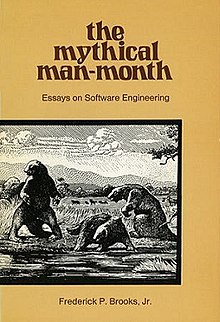 the
mythical
man-month
Essays on Software Engineering
Frederick P. Brooks, Jr.